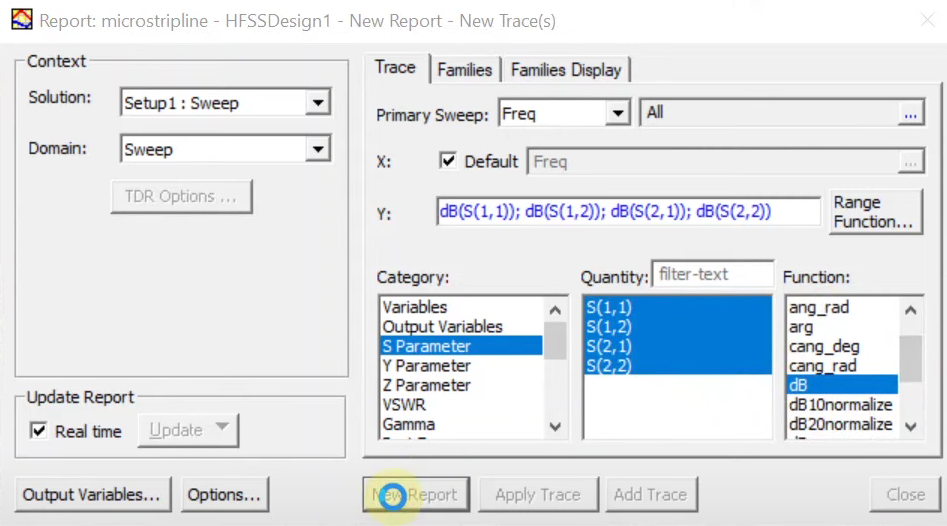 Report: microstripline - HFSSDesign1 - New Report - New Trace(s)
Context
Solution:
Setup1 : Sweep
Domain:
Sweep
TDR Options ...
Update Report
Real time
Update
Output Variables...
Options...
Trace
Families
Families Display
Primary Sweep:
Freq
All
...
X:
Default
Freq
...
Y:
dB(S(1,1)); dB(S(1,2)); dB(S(2,1)); dB(S(2,2))
Range
Function...
Category:
Variables
Output Variables
S Parameter
Y Parameter
Z Parameter
VSWR
Gamma
Quantity:
filter-text
S(1,1)
S(1,2)
S(2,1)
S(2,2)
Function:
ang_rad
arg
cang_deg
cang_rad
dB
dB10normalize
dB20normalize
New Report
Apply Trace
Add Trace
Close